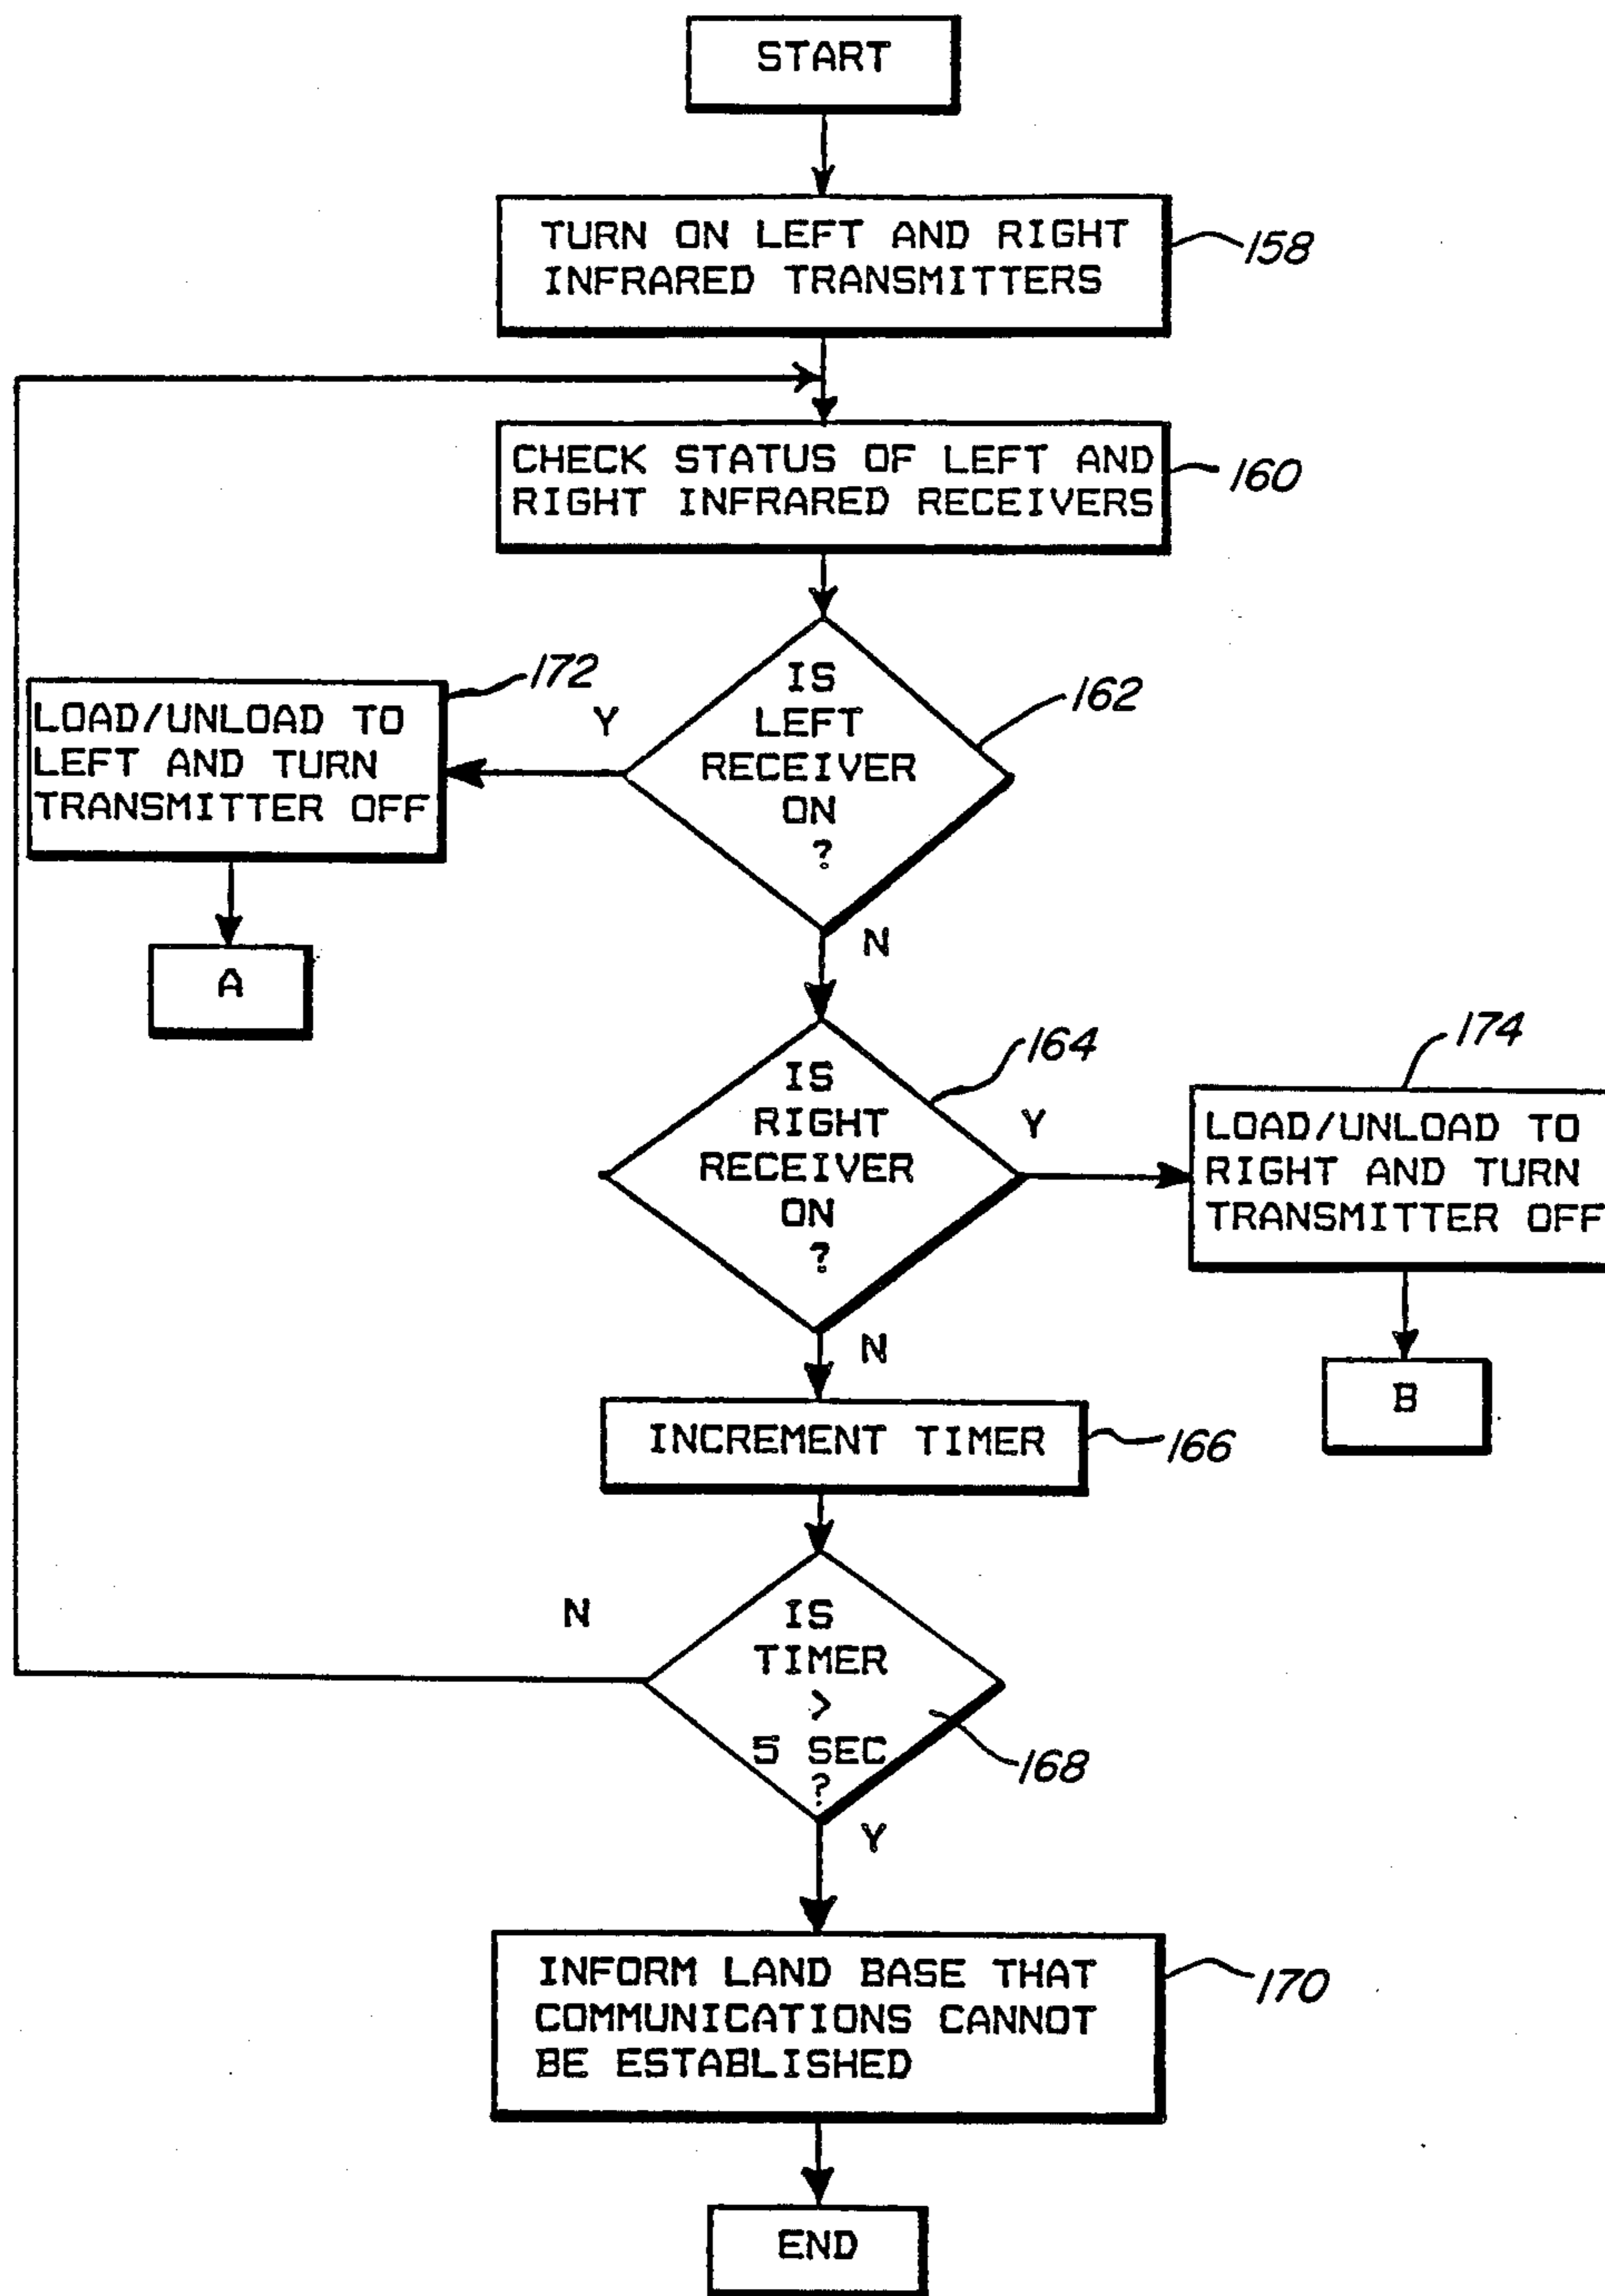 START
TURN ON LEFT AND RIGHT
INFRARED TRANSMITTERS
158
CHECK STATUS OF LEFT AND
RIGHT INFRARED RECEIVERS
160
IS
LEFT
RECEIVER
ON
?
162
Y
172
LOAD/UNLOAD TO
LEFT AND TURN
TRANSMITTER OFF
A
N
IS
RIGHT
RECEIVER
ON
?
164
Y
174
LOAD/UNLOAD TO
RIGHT AND TURN
TRANSMITTER OFF
B
N
INCREMENT TIMER
166
IS
TIMER
>
5 SEC
?
168
N
Y
INFORM LAND BASE THAT
COMMUNICATIONS CANNOT
BE ESTABLISHED
170
END